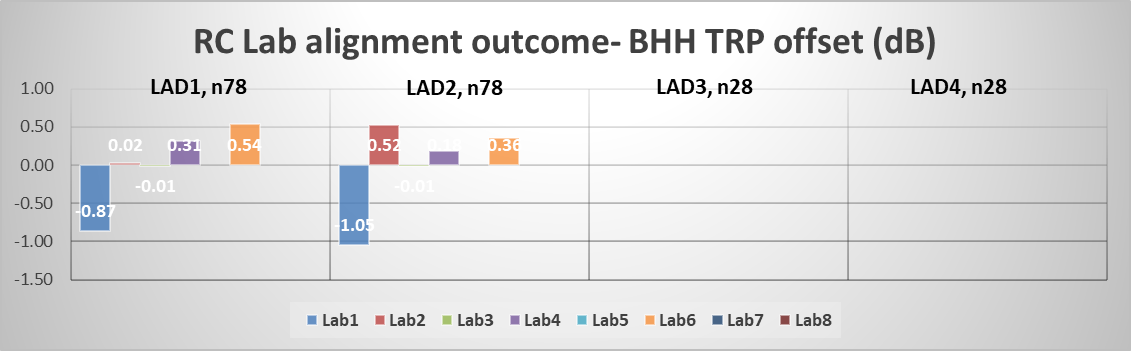 RC Lab alignment outcome- BHH TRP offset (dB)
LAD1, n78 LAD2, n78 LAD3, n28 LAD4, n28
1.00
0.50
0.02 0.31 0.54 0.52 0.36
0.00
-0.01 -0.01
-0.87 -1.05
-0.50
-1.00
-1.50
Lab1 Lab2 Lab3 Lab4 Lab5 Lab6 Lab7 Lab8